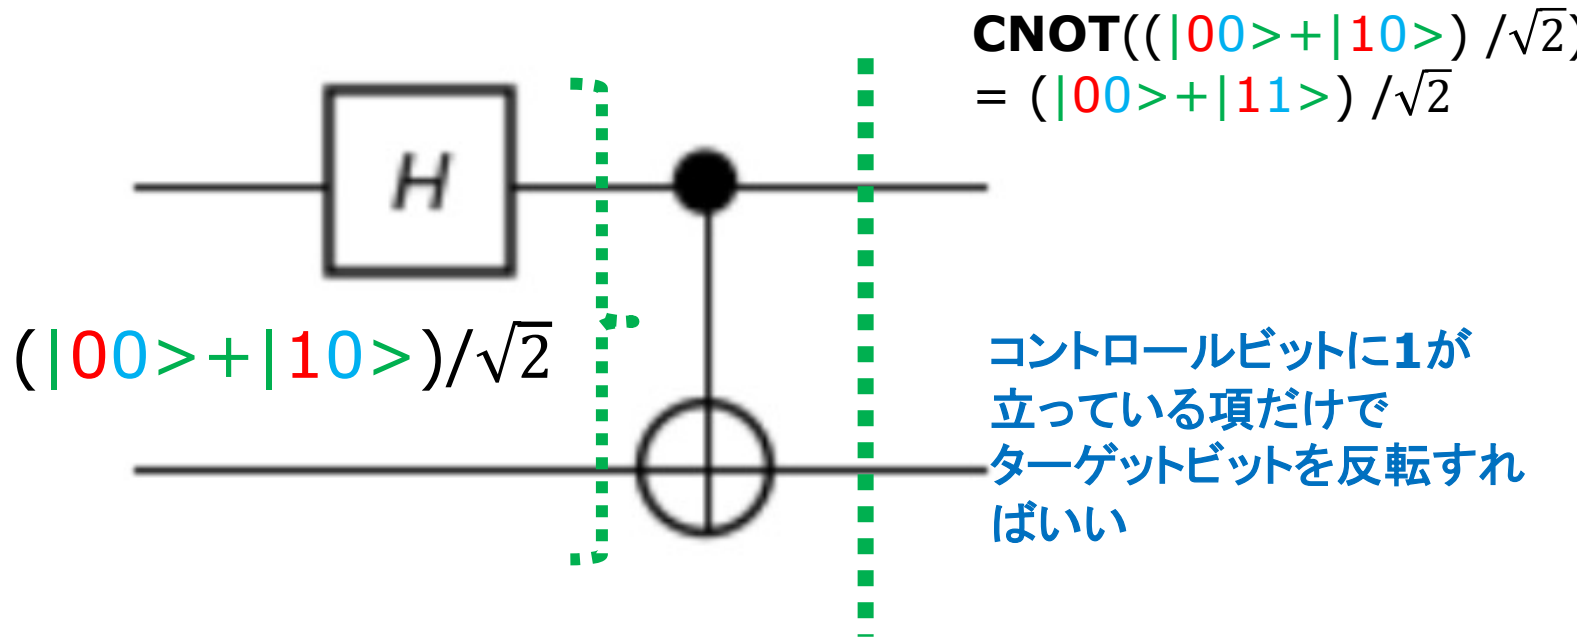 CNOT((|00>+|10>) /√2)
= (|00>+|11>) /√2
H
(|00>+|10>)/√2
コントロールビットに1が
立っている項だけで
ターゲットビットを反転すれ
ばいい